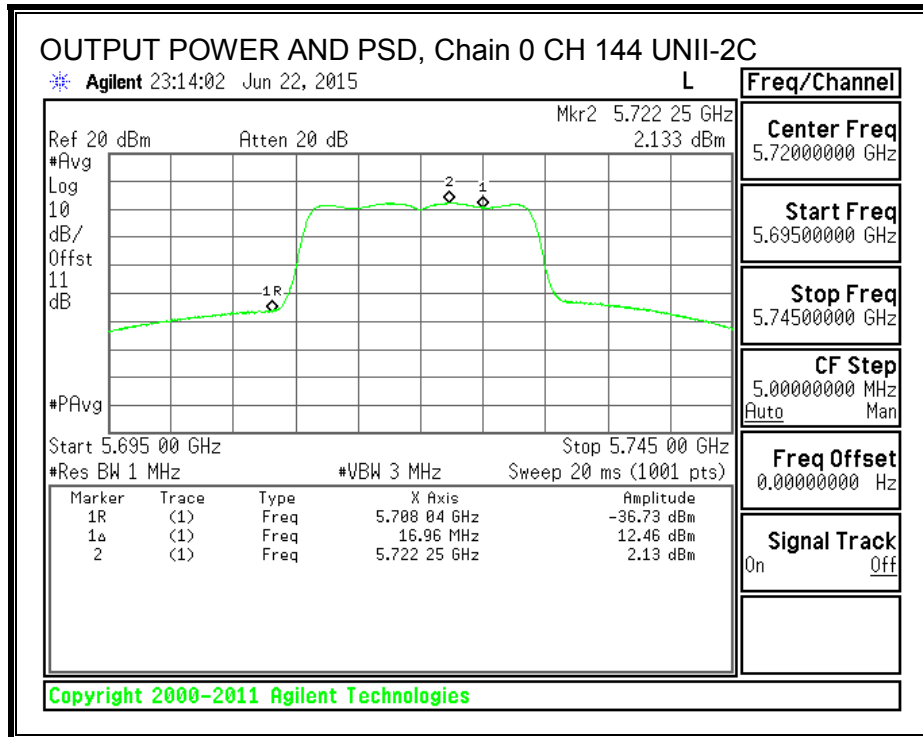 OUTPUT POWER AND PSD, Chain 0 CH 144 UNII-2C
Agilent 23:14:02 Jun 22, 2015 L
Mkr2 5.722 25 GHz
Ref 20 dBm Atten 20 dB 2.133 dBm
#Avg
Log
10
dB/
Offst
11
dB
#PAvg
2
1
1R
Start 5.695 00 GHz Stop 5.745 00 GHz
#Res BW 1 MHz #VBW 3 MHz Sweep 20 ms (1001 pts)
Marker Trace Type X Axis Amplitude
1R (1) Freq 5.708 04 GHz -36.73 dBm
1Δ (1) Freq 16.96 MHz 12.46 dBm
2 (1) Freq 5.722 25 GHz 2.13 dBm
Freq/Channel
Center Freq
5.72000000 GHz
Start Freq
5.69500000 GHz
Stop Freq
5.74500000 GHz
CF Step
5.00000000 MHz
Auto Man
Freq Offset
0.00000000 Hz
Signal Track
On Off
Copyright 2000-2011 Agilent Technologies